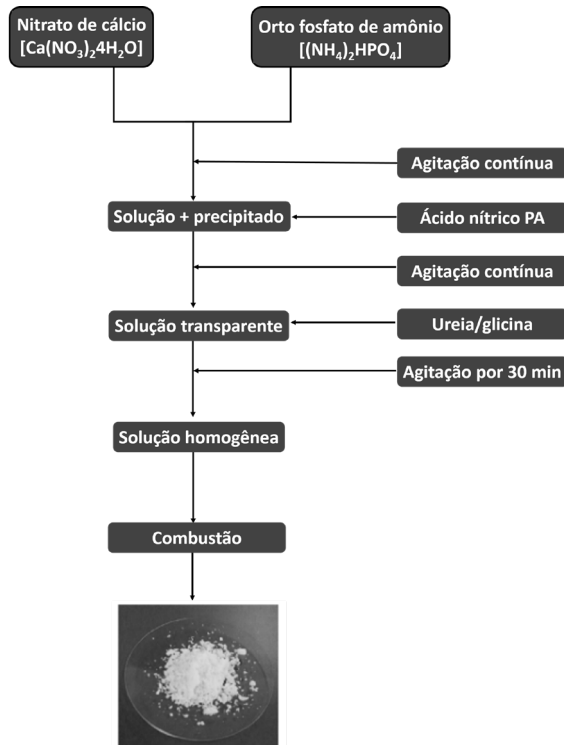 Nitrato de cálcio
[Ca(NO₃)₂4H₂O]
Orto fosfato de amônio
[(NH₄)₂HPO₄]
Agitação contínua
Solução + precipitado
Ácido nítrico PA
Agitação contínua
Solução transparente
Ureia/glicina
Agitação por 30 min
Solução homogênea
Combustão